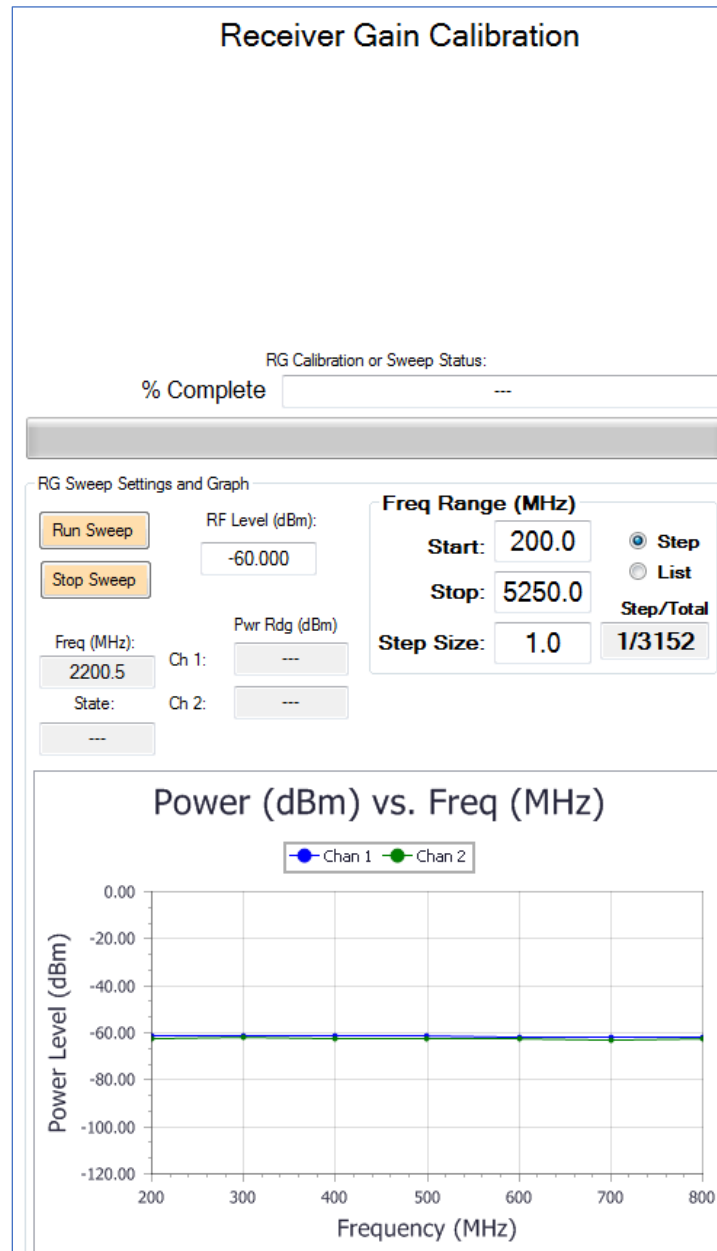 Receiver Gain Calibration
RG Calibration or Sweep Status:
% Complete ---
RG Sweep Settings and Graph
Run Sweep
Stop Sweep
RF Level (dBm):
-60.000
Freq Range (MHz)
Start: 200.0
Stop: 5250.0
Step Size: 1.0
Step
List
Step/Total
1/3152
Freq (MHz):
2200.5
State:
---
Pwr Rdg (dBm)
Ch 1: ---
Ch 2: ---
Power (dBm) vs. Freq (MHz)
Chan 1 Chan 2
Power Level (dBm)
0.00
-20.00
-40.00
-60.00
-80.00
-100.00
-120.00
200 300 400 500 600 700 800
Frequency (MHz)